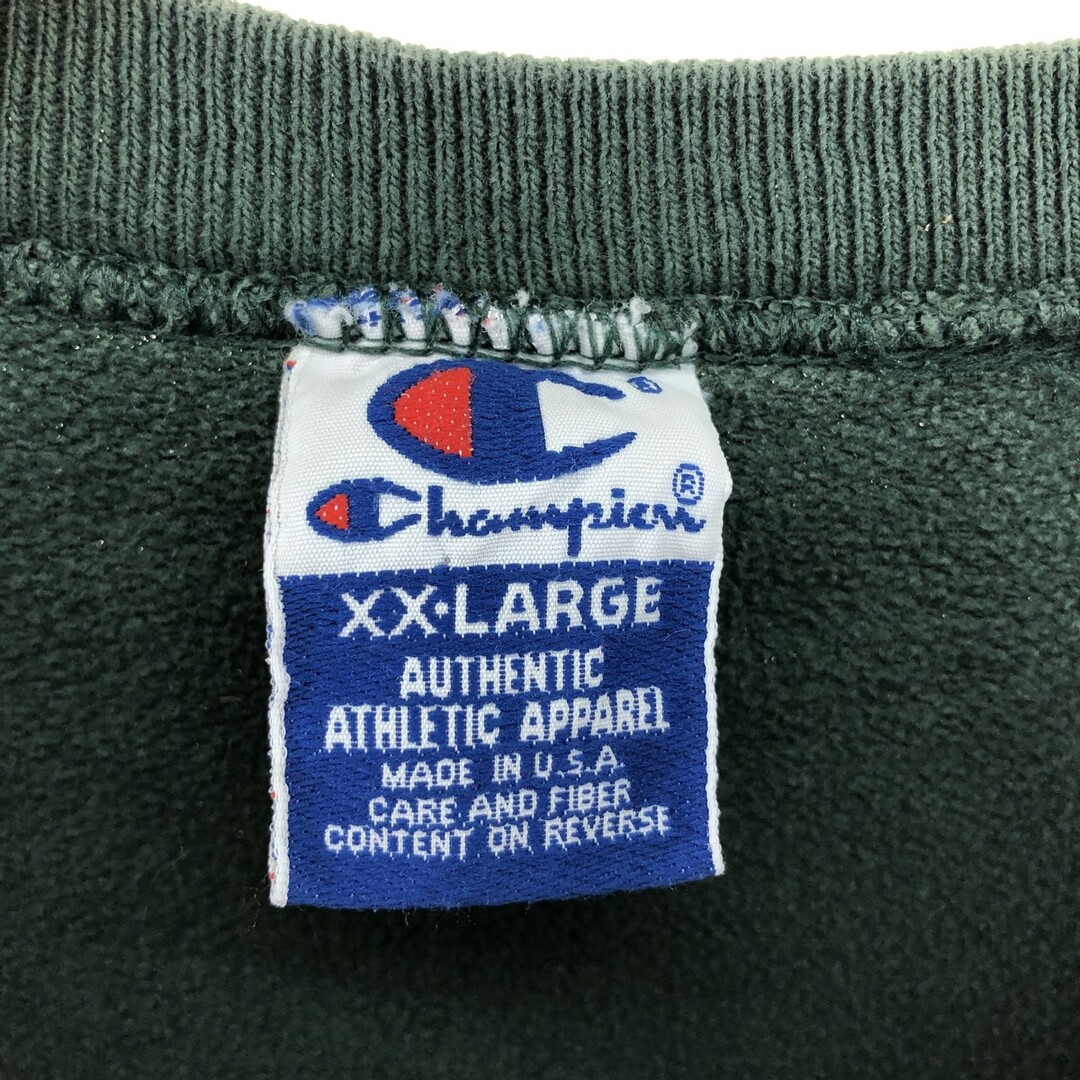 Champion®
XX·LARGE
AUTHENTIC
ATHLETIC APPAREL
MADE IN U.S.A.
CARE AND FIBER
CONTENT ON REVERSE